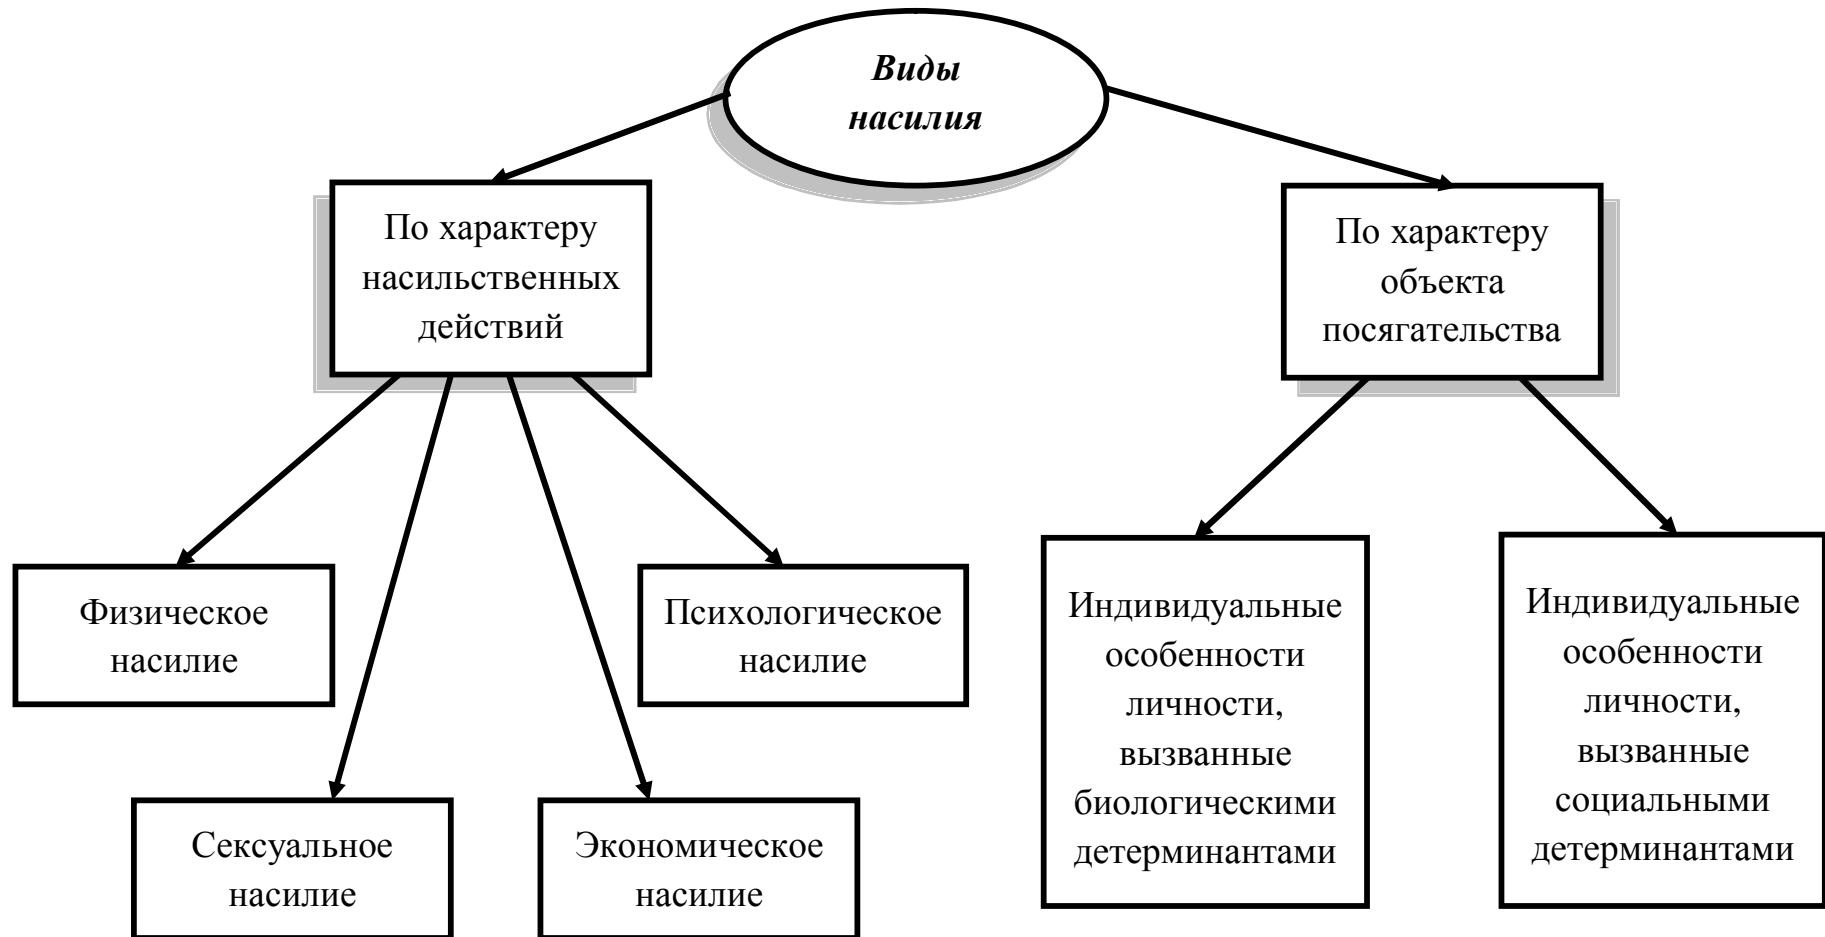 Виды
насилия
По характеру
насильственных
действий
По характеру
объекта
посягательства
Физическое
насилие
Психологическое
насилие
Сексуальное
насилие
Экономическое
насилие
Индивидуальные
особенности
личности,
вызванные
биологическими
детерминантами
Индивидуальные
особенности
личности,
вызванные
социальными
детерминантами